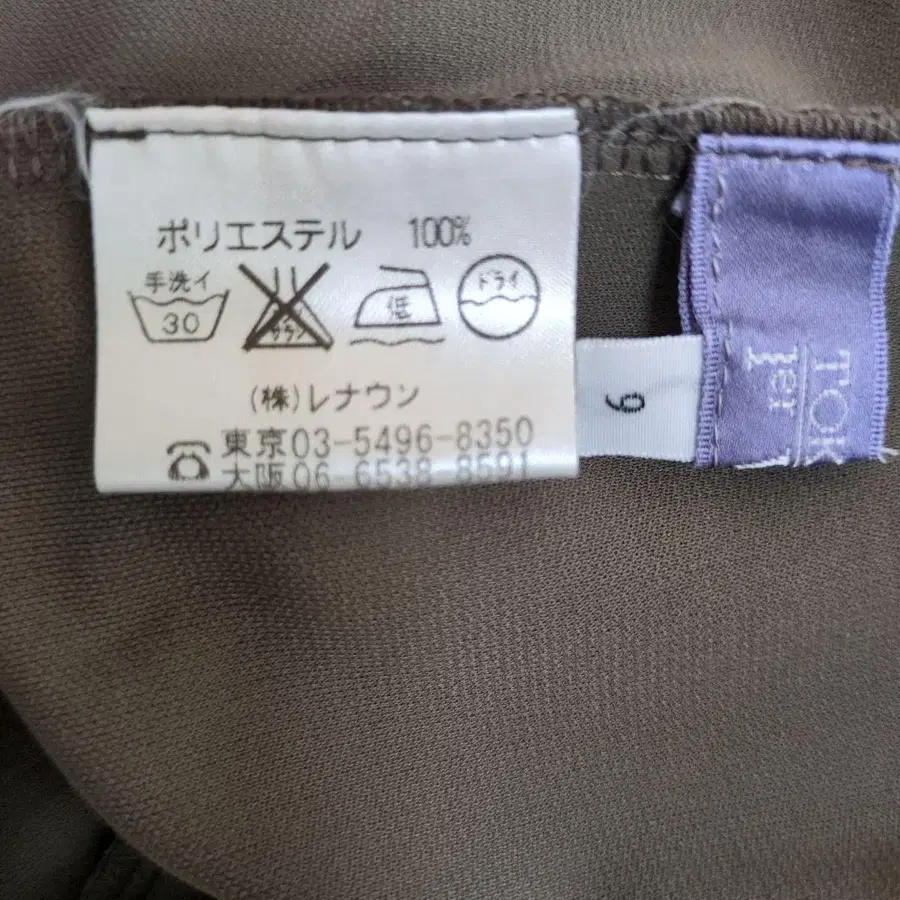 ポリエステル 100%
手洗イ
30
低
ドライ
(株)レナウン
東京03-5496-8350
大阪06-6538-8591
9
1er